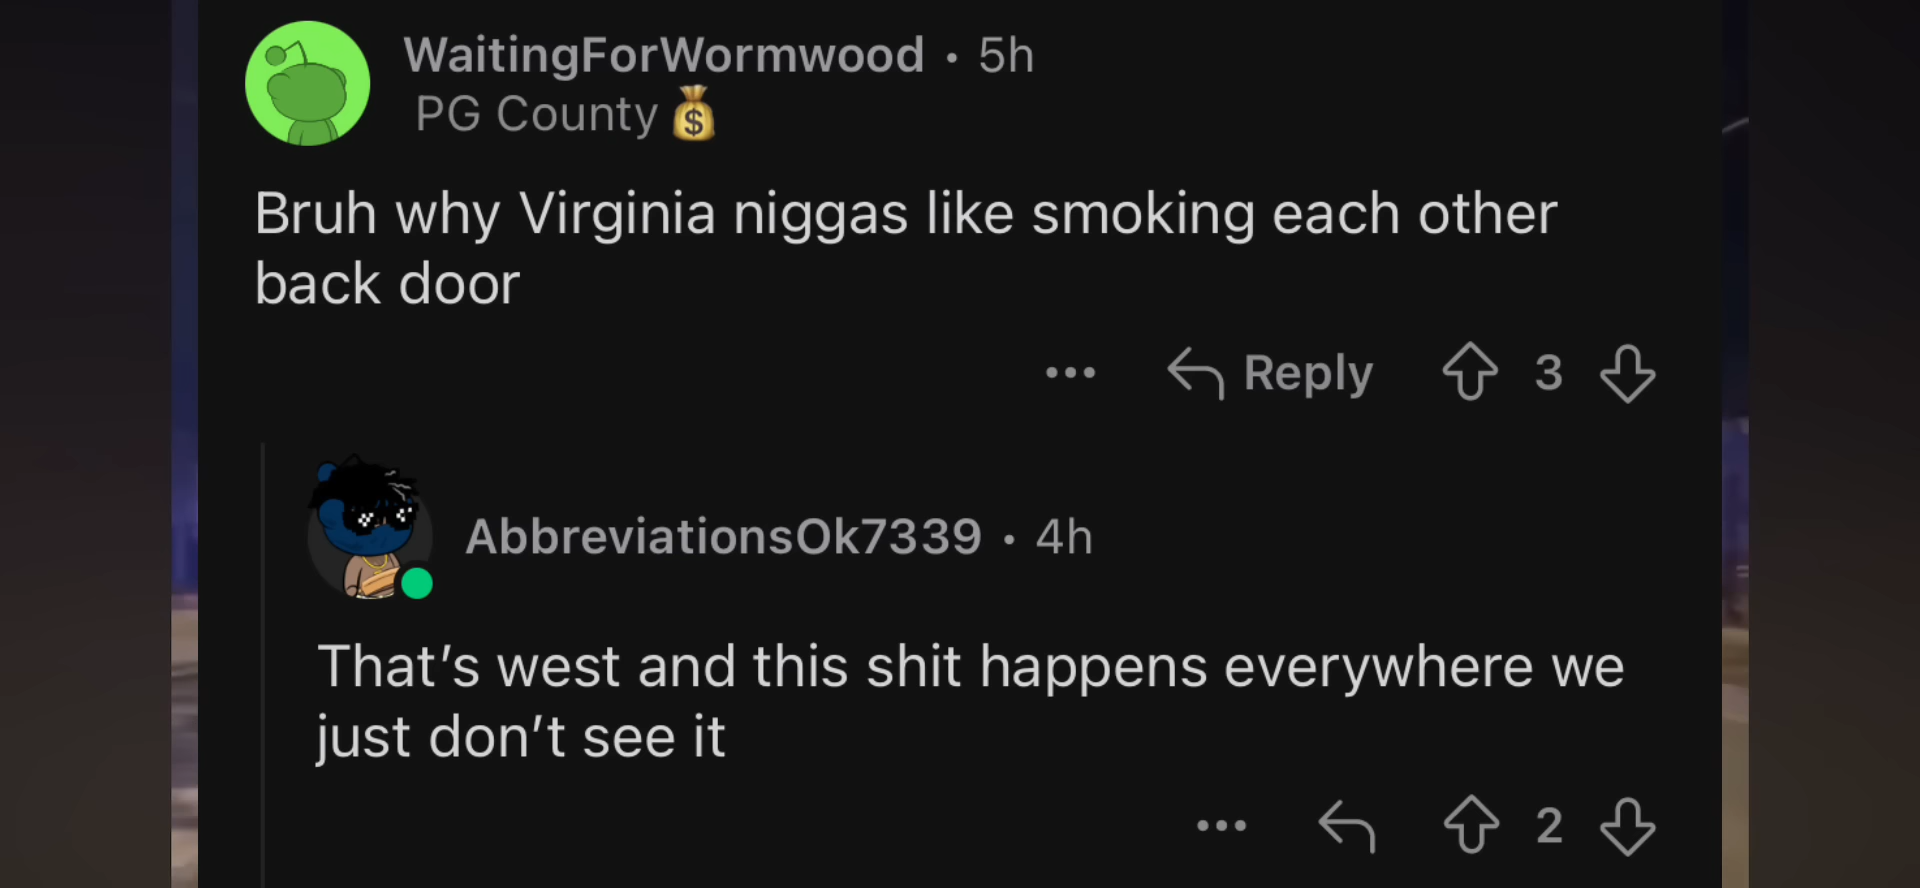 WaitingForWormwood • 5h
PG County 💰
Bruh why Virginia niggas like smoking each other
back door
Reply 3
AbbreviationsOk7339 • 4h
That’s west and this shit happens everywhere we
just don’t see it
2